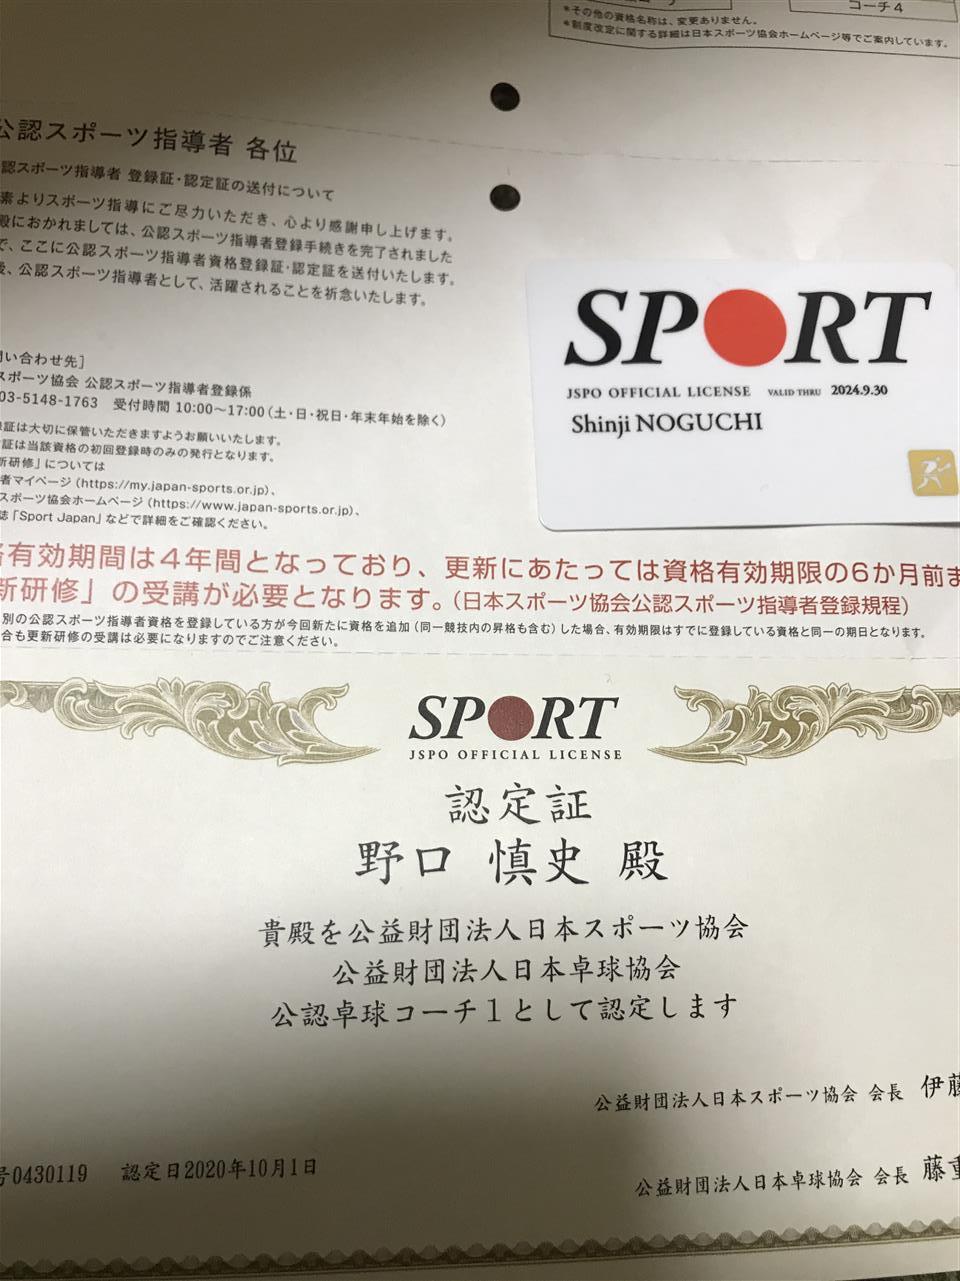 コーチ4
*その他の資格名称は、変更ありません。
*制度改定に関する詳細は日本スポーツ協会ホームページ等でご案内しています。
公認スポーツ指導者 各位
認スポーツ指導者 登録証・認定証の送付について
素よりスポーツ指導にご尽力いただき、心より感謝申し上げます。
殿におかれましては、公認スポーツ指導者登録手続きを完了されました
で、ここに公認スポーツ指導者資格登録証・認定証を送付いたします。
後、公認スポーツ指導者として、活躍されることを祈念いたします。
SPORT
JSPO OFFICIAL LICENSE VALID THRU 2024.9.30
Shinji NOGUCHI
問い合わせ先]
スポーツ協会 公認スポーツ指導者登録係
03-5148-1763 受付時間 10:00〜17:00(土・日・祝日・年末年始を除く)
録証は大切に保管いただきますようお願いいたします。
証は当該資格の初回登録時のみの発行となります。
新研修」については
者マイページ(https://my.japan-sports.or.jp)、
スポーツ協会ホームページ(https://www.japan-sports.or.jp)、
誌「Sport Japan」などで詳細をご確認ください。
格有効期間は4年間となっており、更新にあたっては資格有効期限の6か月前ま
新研修」の受講が必要となります。(日本スポーツ協会公認スポーツ指導者登録規程)
別の公認スポーツ指導者資格を登録している方が今回新たに資格を追加(同一競技内の昇格も含む)した場合、有効期限はすでに登録している資格と同一の期日となります。
合も更新研修の受講は必要になりますのでご注意ください。
SPORT
JSPO OFFICIAL LICENSE
認定証
野口 慎史 殿
貴殿を公益財団法人日本スポーツ協会
公益財団法人日本卓球協会
公認卓球コーチ1として認定します
公益財団法人日本スポーツ協会 会長 伊藤
号0430119 認定日2020年10月1日
公益財団法人日本卓球協会 会長 藤重